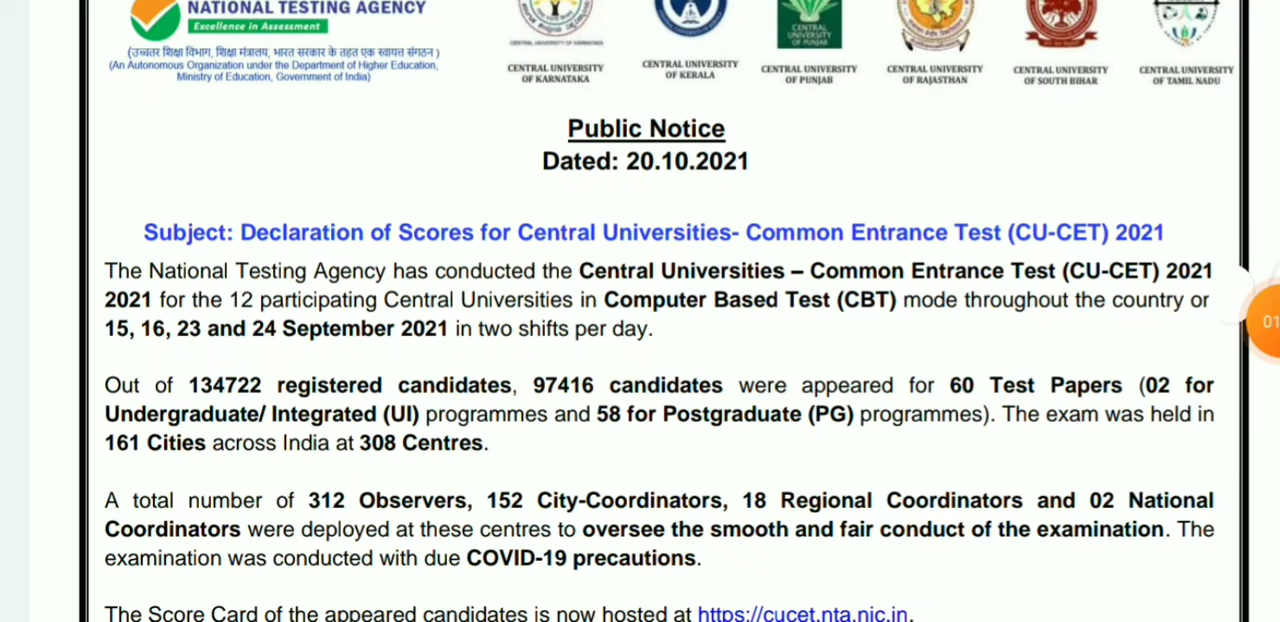 NATIONAL TESTING AGENCY
Excellence in Assessment
(उच्चतर शिक्षा विभाग, शिक्षा मंत्रालय, भारत सरकार के तहत एक स्वायत्त संगठन)
(An Autonomous Organization under the Department of Higher Education,
Ministry of Education, Government of India)
CENTRAL UNIVERSITY OF KARNATAKA
CENTRAL UNIVERSITY
OF KARNATAKA
CENTRAL UNIVERSITY
OF KERALA
CENTRAL
UNIVERSITY
OF PUNJAB
CENTRAL UNIVERSITY
OF PUNJAB
CENTRAL UNIVERSITY
OF RAJASTHAN
CENTRAL UNIVERSITY
OF SOUTH BIHAR
CENTRAL UNIVERSITY
OF TAMIL NADU
Public Notice
Dated: 20.10.2021
Subject: Declaration of Scores for Central Universities- Common Entrance Test (CU-CET) 2021
The National Testing Agency has conducted the Central Universities – Common Entrance Test (CU-CET) 2021
2021 for the 12 participating Central Universities in Computer Based Test (CBT) mode throughout the country or
15, 16, 23 and 24 September 2021 in two shifts per day.
Out of 134722 registered candidates, 97416 candidates were appeared for 60 Test Papers (02 for
Undergraduate/ Integrated (UI) programmes and 58 for Postgraduate (PG) programmes). The exam was held in
161 Cities across India at 308 Centres.
A total number of 312 Observers, 152 City-Coordinators, 18 Regional Coordinators and 02 National
Coordinators were deployed at these centres to oversee the smooth and fair conduct of the examination. The
examination was conducted with due COVID-19 precautions.
The Score Card of the appeared candidates is now hosted at https://cucet.nta.nic.in.
01